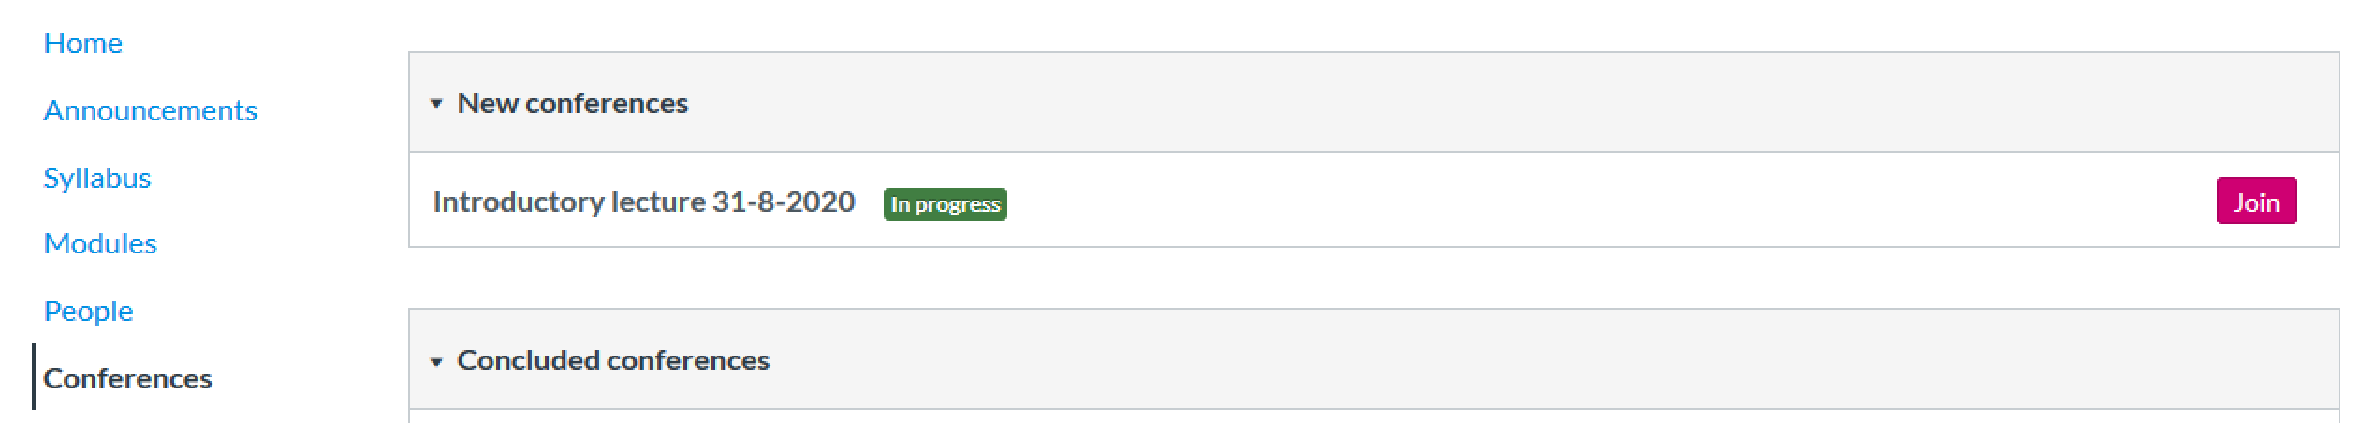 Home
Announcements
Syllabus
Modules
People
Conferences
New conferences
Introductory lecture 31-8-2020 In progress Join
Concluded conferences